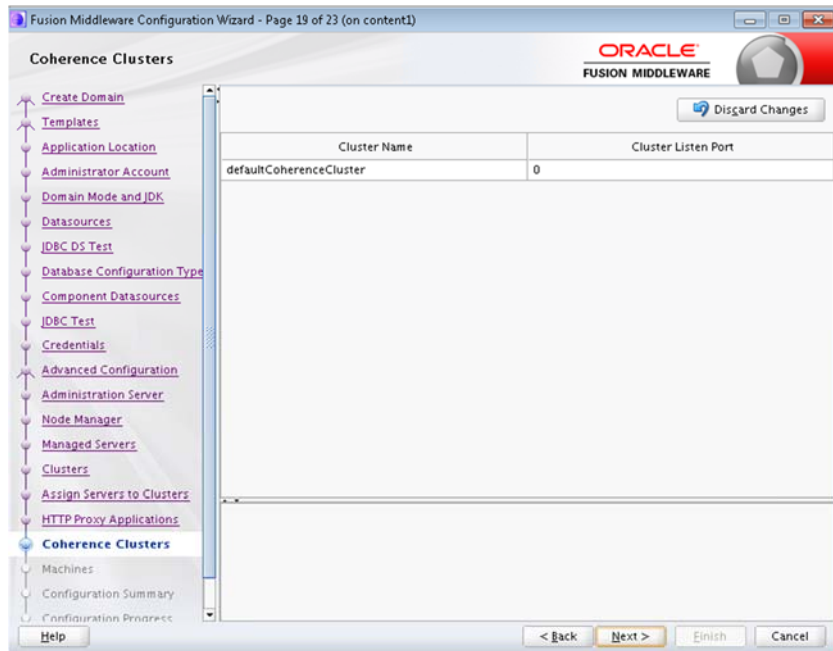 Fusion Middleware Configuration Wizard - Page 19 of 23 (on content1)
Coherence Clusters
ORACLE
FUSION MIDDLEWARE
Create Domain
Templates
Application Location
Administrator Account
Domain Mode and JDK
Datasources
JDBC DS Test
Database Configuration Type
Component Datasources
JDBC Test
Credentials
Advanced Configuration
Administration Server
Node Manager
Managed Servers
Clusters
Assign Servers to Clusters
HTTP Proxy Applications
Coherence Clusters
Machines
Configuration Summary
Configuration Progress
Discard Changes
Cluster Name Cluster Listen Port
defaultCoherenceCluster 0
Help < Back Next > Finish Cancel